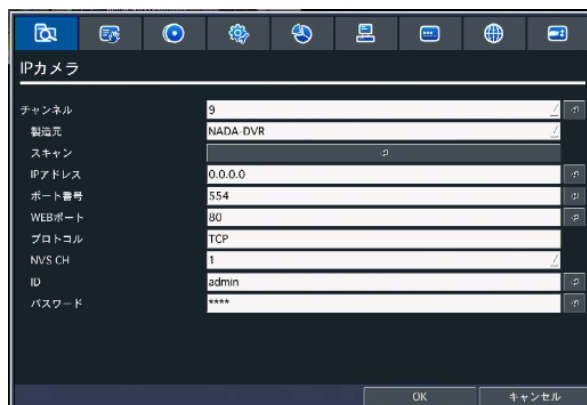 IPカメラ
チャンネル 9
製造元 NADA-DVR
スキャン
IPアドレス 0.0.0.0
ポート番号 554
WEBポート 80
プロトコル TCP
NVS CH 1
ID admin
パスワード ****
OK キャンセル